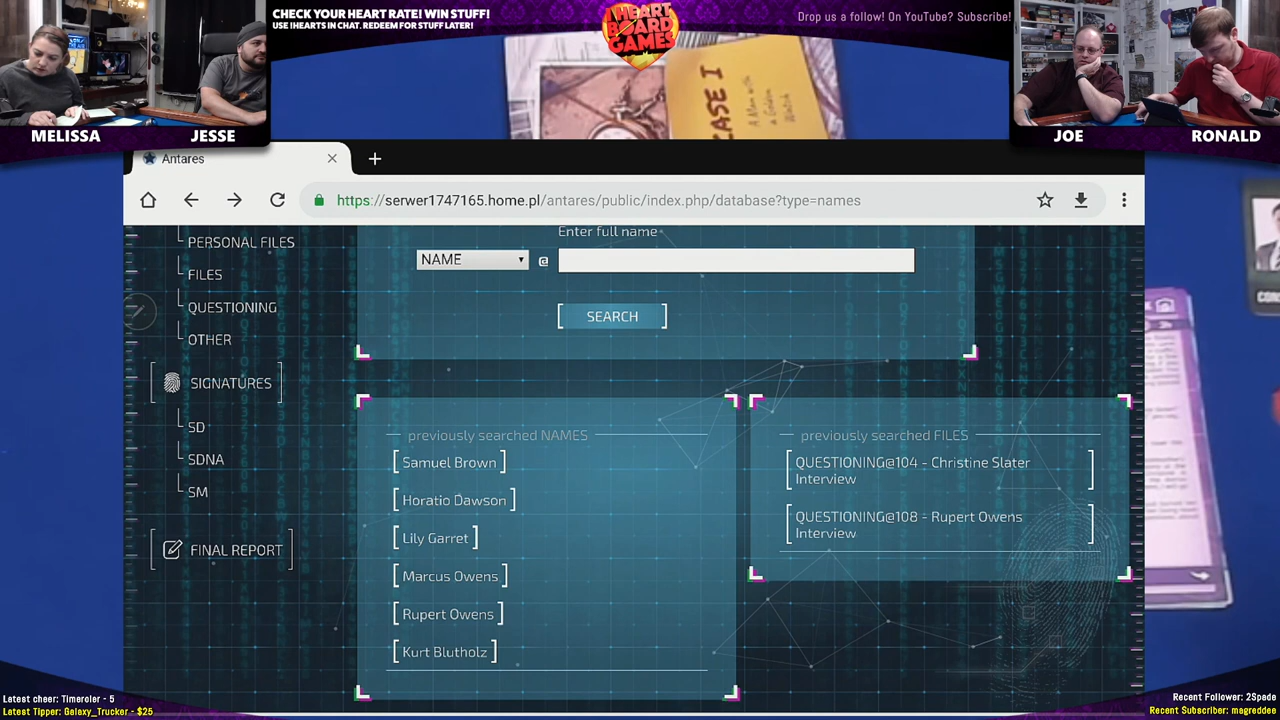 CHECK YOUR HEART RATE! WIN STUFF!
USE !HEARTS IN CHAT. REDEEM FOR STUFF LATER!
I HEART
BOARD
GAMES
Drop us a follow! On YouTube? Subscribe!
CASE I
A Man with
a Golden
Watch
MELISSA
JESSE
JOE
RONALD
Antares
https://serwer1747165.home.pl/antares/public/index.php/database?type=names
PERSONAL FILES
FILES
QUESTIONING
OTHER
SIGNATURES
SD
SDNA
SM
FINAL REPORT
Enter full name
NAME
@
SEARCH
previously searched NAMES
[ Samuel Brown ]
[ Horatio Dawson ]
[ Lily Garret ]
[ Marcus Owens ]
[ Rupert Owens ]
[ Kurt Blutholz ]
previously searched FILES
QUESTIONING@104 - Christine Slater
Interview
QUESTIONING@108 - Rupert Owens
Interview
Latest cheer: Timeroler - 5
Latest Tipper: Galaxy_Trucker - $25
Recent Follower: 2Spade
Recent Subscriber: magreddee